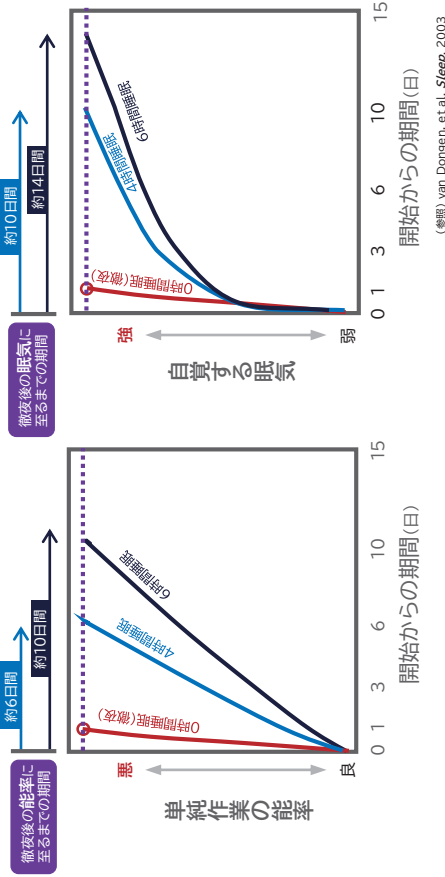 徹夜後の能率に
至るまでの期間
約6日間
約10日間
悪
良
単純作業の能率
0時間睡眠(徹夜)
4時間睡眠
6時間睡眠
0 1 3 6 10 15
開始からの期間(日)
徹夜後の眠気に
至るまでの期間
約10日間
約14日間
強
弱
自覚する眠気
0時間睡眠(徹夜)
4時間睡眠
6時間睡眠
0 1 3 6 10 15
開始からの期間(日)
(参照) van Dongen, et al. Sleep. 2003